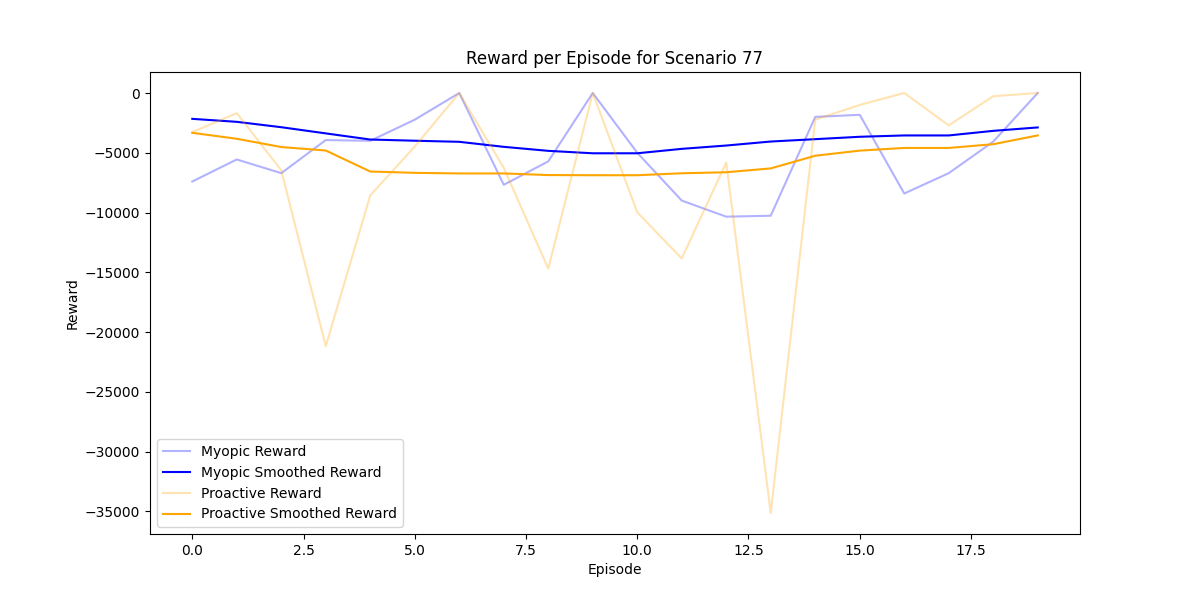 Reward per Episode for Scenario 77
Reward
0
−5000
−10000
−15000
−20000
−25000
−30000
−35000
Myopic Reward
Myopic Smoothed Reward
Proactive Reward
Proactive Smoothed Reward
0.0 2.5 5.0 7.5 10.0 12.5 15.0 17.5
Episode